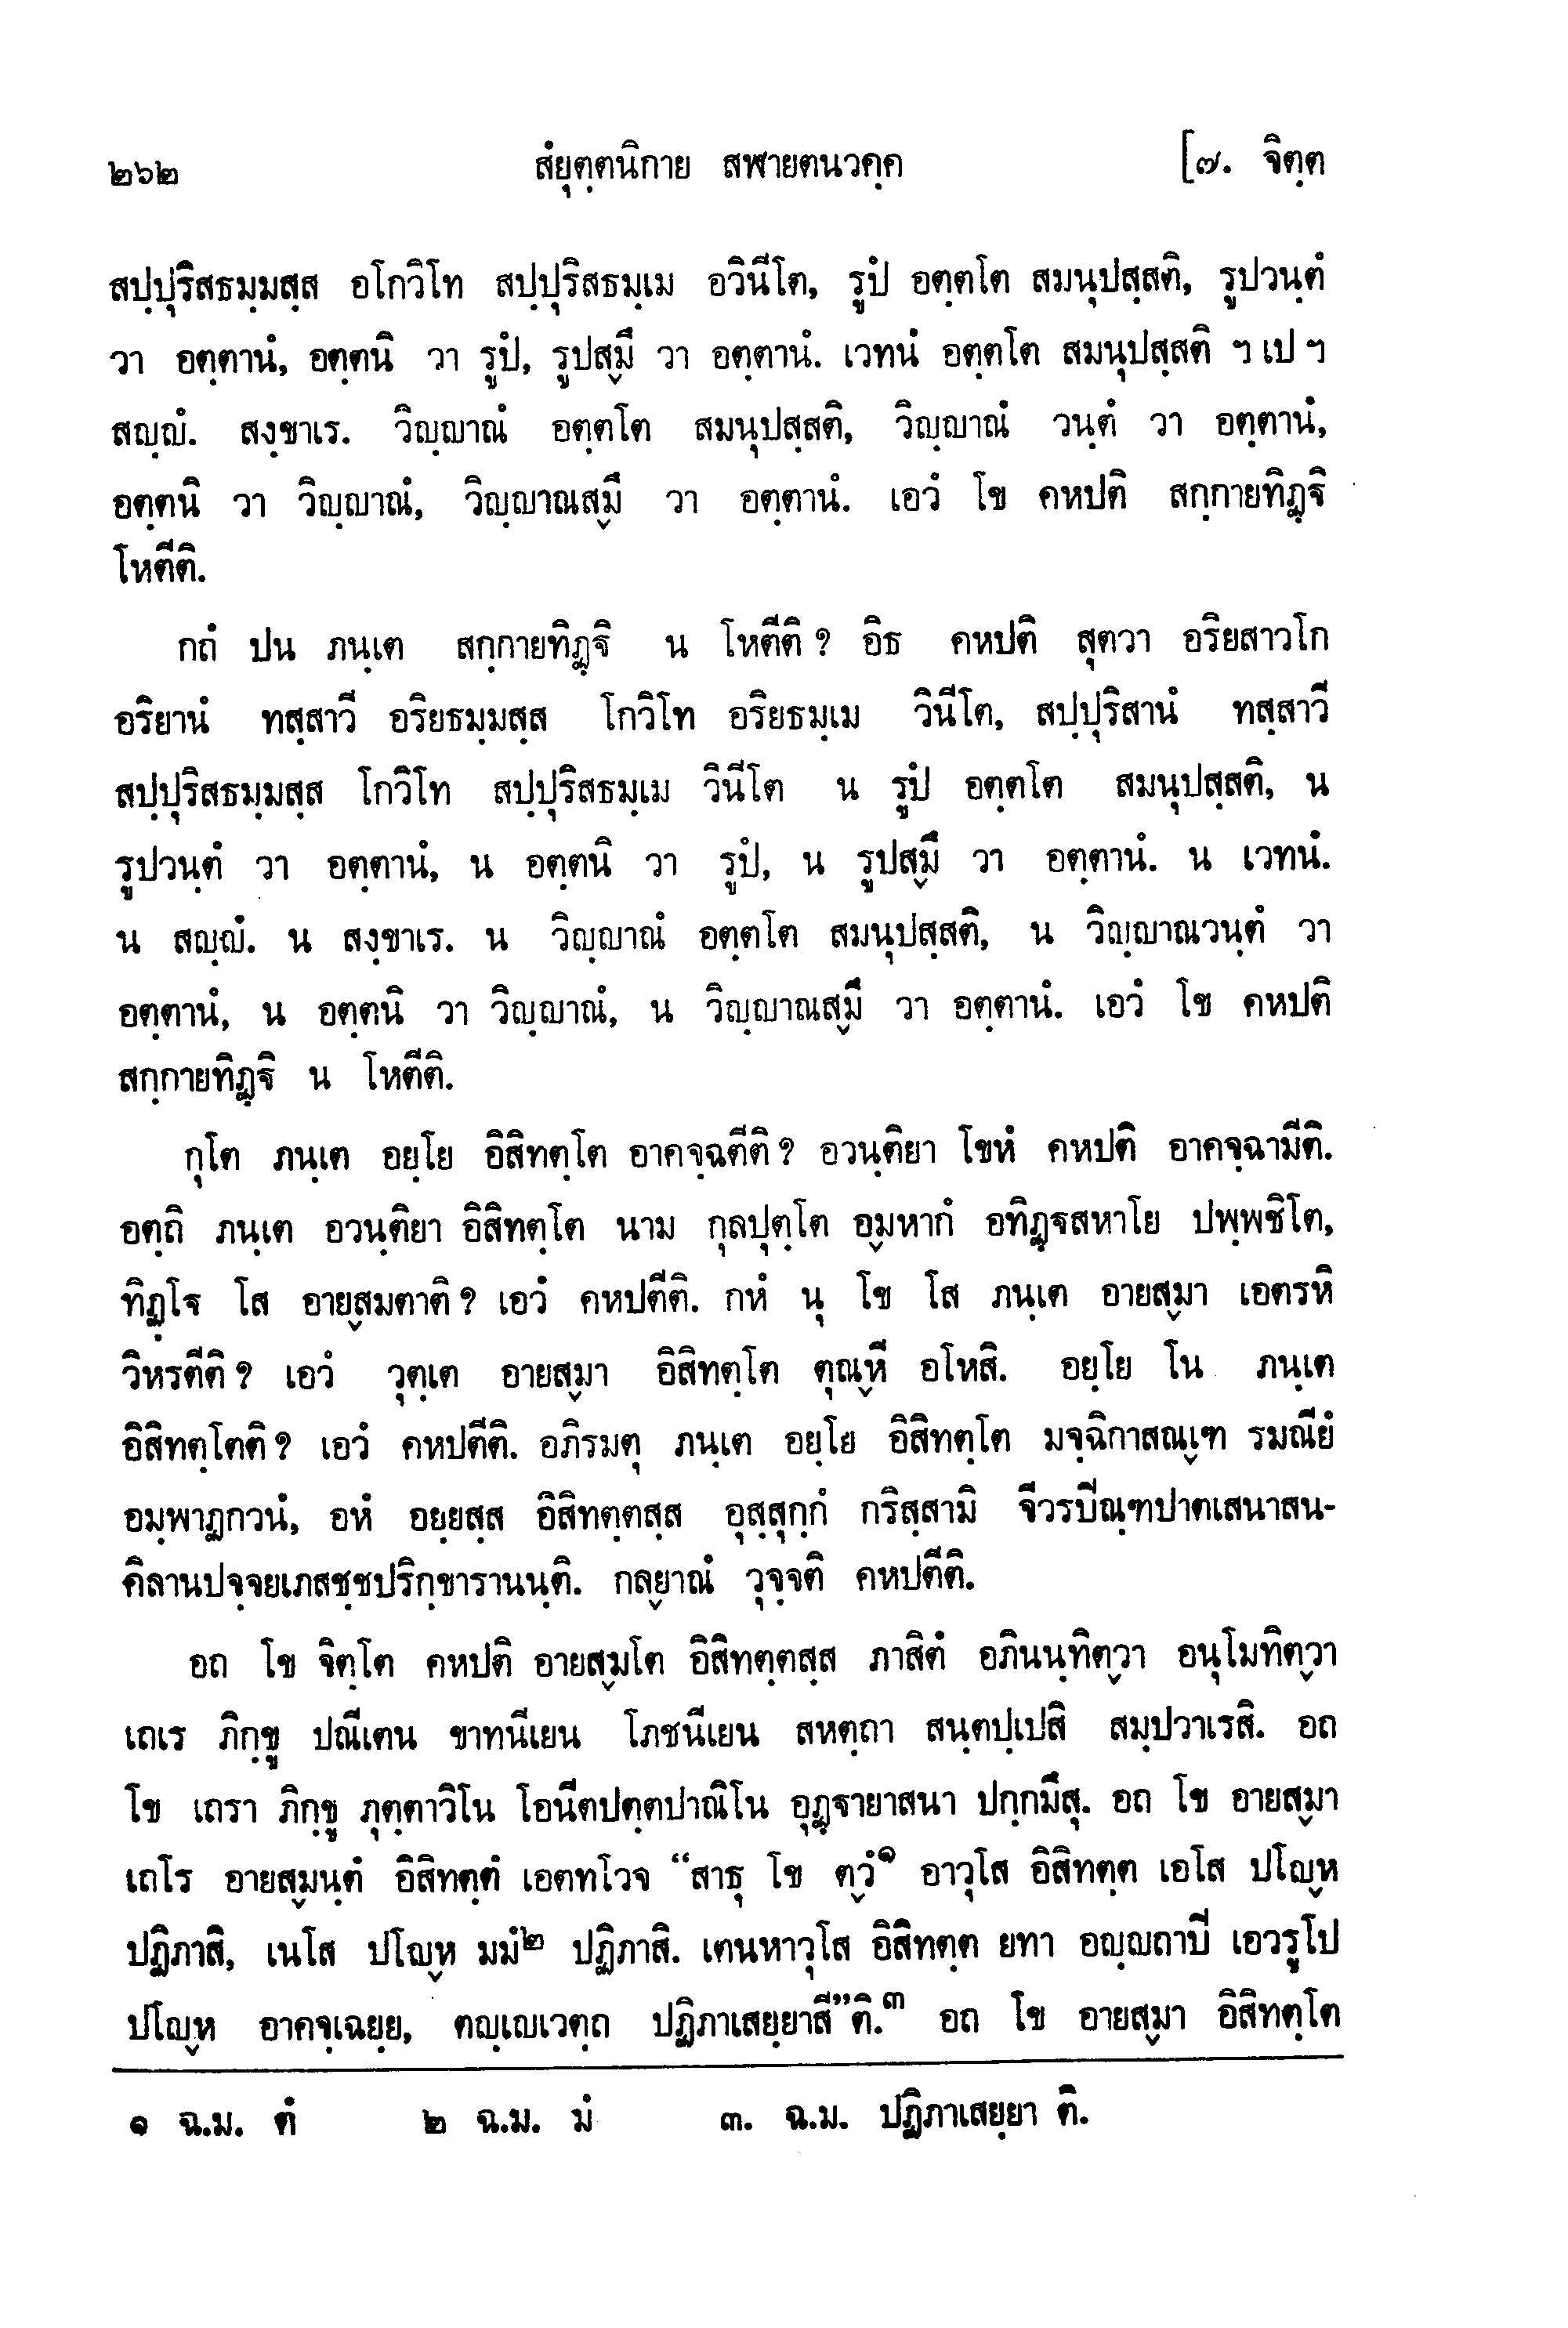 ๒๖๒ สํยุตฺตนิกาย สฬายตนวคฺค [๗. จิตฺต
สปฺปุริสธมฺมสฺส อโกวิโท สปฺปุริสธมฺเม อวินีโต, รูปํ อตฺตโต สมนุปสฺสติ, รูปวนฺตํ
วา อตฺตานํ, อตฺตนิ วา รูปํ, รูปสฺมึ วา อตฺตานํ. เวทนํ อตฺตโต สมนุปสฺสติ ฯ เป ฯ
สญฺญํ. สงฺขาเร. วิญฺญาณํ อตฺตโต สมนุปสฺสติ, วิญฺญาณํ วนฺตํ วา อตฺตานํ,
อตฺตนิ วา วิญฺญาณํ, วิญฺญาณสฺมึ วา อตฺตานํ. เอวํ โข คหปติ สกฺกายทิฏฺฐิ
โหตีติ.
กถํ ปน ภนฺเต สกฺกายทิฏฺฐิ น โหตีติ ? อิธ คหปติ สุตวา อริยสาวโก
อริยานํ ทสฺสาวี อริยธมฺมสฺส โกวิโท อริยธมฺเม วินีโต, สปฺปุริสานํ ทสฺสาวี
สปฺปุริสธมฺมสฺส โกวิโท สปฺปุริสธมฺเม วินีโต น รูปํ อตฺตโต สมนุปสฺสติ, น
รูปวนฺตํ วา อตฺตานํ, น อตฺตนิ วา รูปํ, น รูปสฺมึ วา อตฺตานํ. น เวทนํ.
น สญฺญํ. น สงฺขาเร. น วิญฺญาณํ อตฺตโต สมนุปสฺสติ, น วิญฺญาณวนฺตํ วา
อตฺตานํ, น อตฺตนิ วา วิญฺญาณํ, น วิญฺญาณสฺมึ วา อตฺตานํ. เอวํ โข คหปติ
สกฺกายทิฏฺฐิ น โหตีติ.
กุโต ภนฺเต อยฺโย อิสิทตฺโต อาคจฺฉตีติ ? อวนฺติยา โขหํ คหปติ อาคจฺฉามีติ.
อตฺถิ ภนฺเต อวนฺติยา อิสิทตฺโต นาม กุลปุตฺโต อมฺหากํ อทิฏฺฐสหาโย ปพฺพชิโต,
ทิฏฺโฐ โส อายสฺมตาติ ? เอวํ คหปตีติ. กหํ นุ โข โส ภนฺเต อายสฺมา เอตรหิ
วิหรตีติ ? เอวํ วุตฺเต อายสฺมา อิสิทตฺโต ตุณฺหี อโหสิ. อยฺโย โน ภนฺเต
อิสิทตฺโตติ ? เอวํ คหปตีติ. อภิรมตุ ภนฺเต อยฺโย อิสิทตฺโต มจฺฉิกาสณฺเฑ รมณียํ
อมฺพาฏกวนํ, อหํ อยฺยสฺส อิสิทตฺตสฺส อุสฺสุกฺกํ กริสฺสามิ จีวรปิณฺฑปาตเสนาสน-
คิลานปจฺจยเภสชฺชปริกฺขารานนฺติ. กลฺยาณํ วุจฺจติ คหปตีติ.
อถ โข จิตฺโต คหปติ อายสฺมโต อิสิทตฺตสฺส ภาสิตํ อภินนฺทิตฺวา อนุโมทิตฺวา
เถเร ภิกฺขู ปณีเตน ขาทนีเยน โภชนีเยน สหตฺถา สนฺตปฺเปสิ สมฺปวาเรสิ. อถ
โข เถรา ภิกฺขู ภุตฺตาวิโน โอนีตปตฺตปาณิโน อุฏฺฐายาสนา ปกฺกมึสุ. อถ โข อายสฺมา
เถโร อายสฺมนฺตํ อิสิทตฺตํ เอตทโวจ “สาธุ โข ตฺวํ๑ อาวุโส อิสิทตฺต เอโส ปโญฺห
ปฏิภาสิ, เนโส ปโญฺห มมํ๒ ปฏิภาสิ. เตนหาวุโส อิสิทตฺต ยทา อญฺญถาปิ เอวรูโป
ปโญฺห อาคจฺเฉยฺย, ตญฺเญเวตฺถ ปฏิภาเสยฺยาสี”ติ.๓ อถ โข อายสฺมา อิสิทตฺโต
๑ ฉ.ม. ตํ ๒ ฉ.ม. มํ ๓. ฉ.ม. ปฏิภาเสยฺยา ติ.